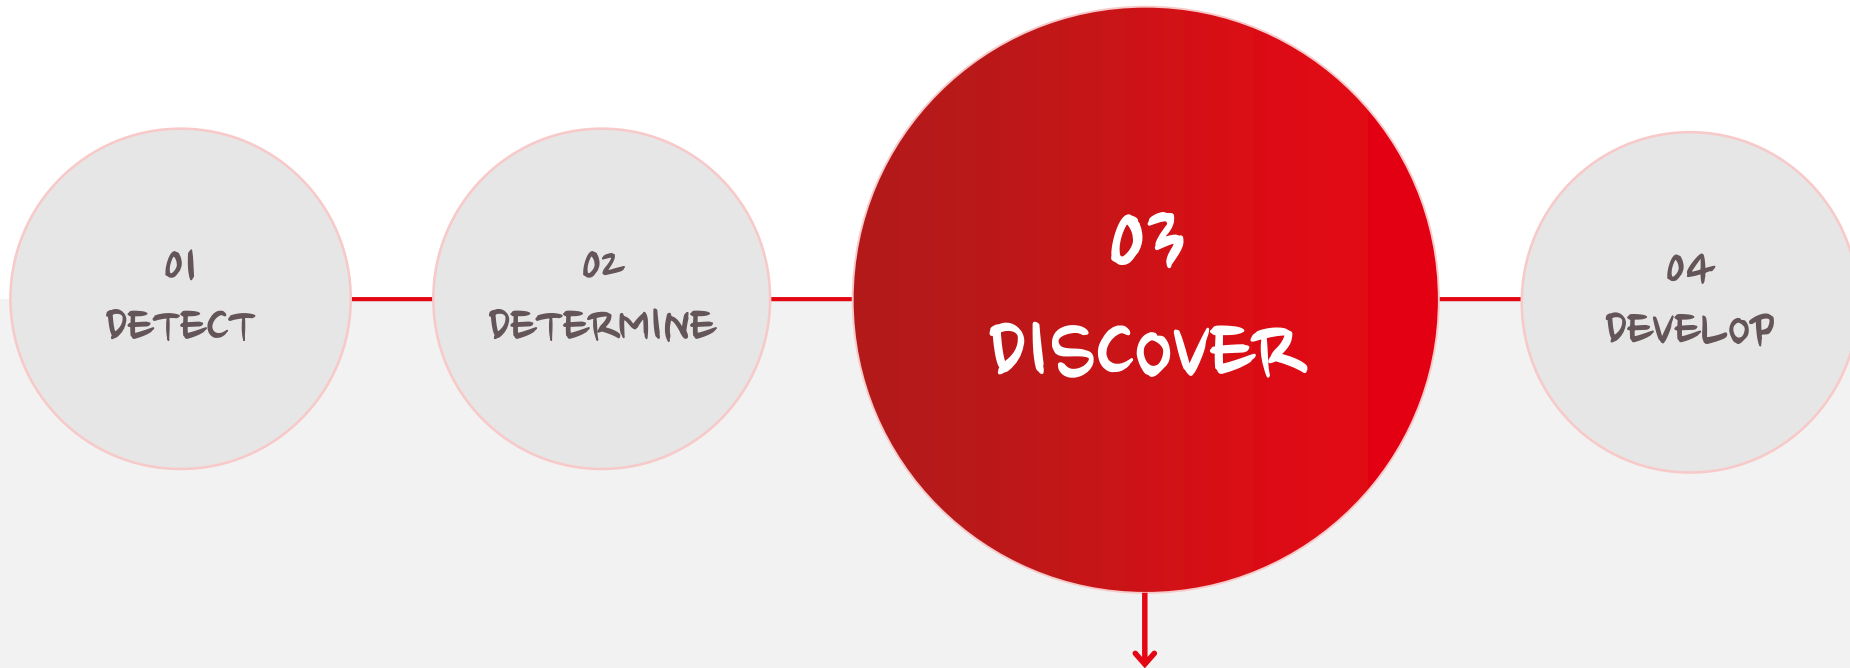 01
DETECT
02
DETERMINE
03
DISCOVER
04
DEVELOP